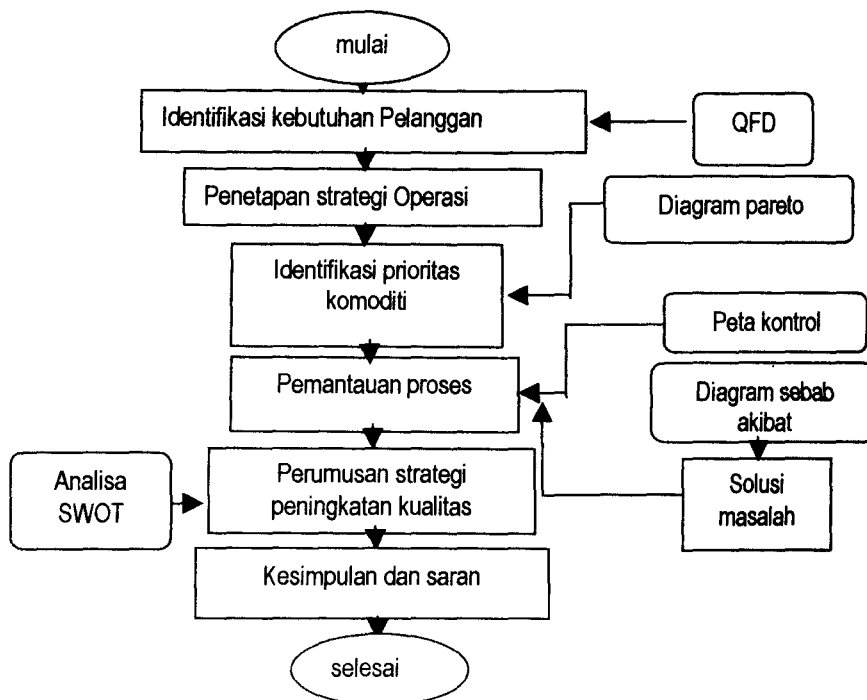 mulai
Identifikasi kebutuhan Pelanggan
QFD
Penetapan strategi Operasi
Diagram pareto
Identifikasi prioritas
komoditi
Peta kontrol
Pemantauan proses
Diagram sebab
akibat
Analisa
SWOT
Perumusan strategi
peningkatan kualitas
Solusi
masalah
Kesimpulan dan saran
selesai